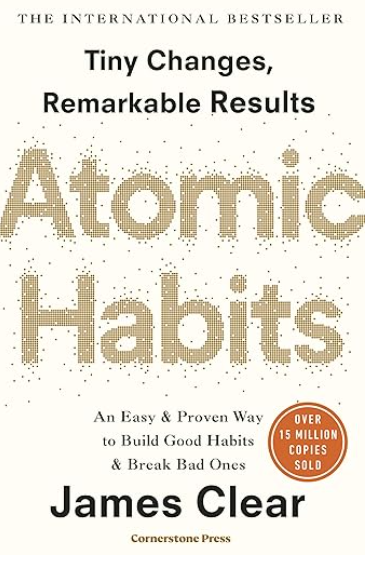 THE INTERNATIONAL BESTSELLER
Tiny Changes,
Remarkable Results
Atomic
Habits
An Easy & Proven Way
to Build Good Habits
& Break Bad Ones
OVER
15 MILLION
COPIES
SOLD
James Clear
Cornerstone Press